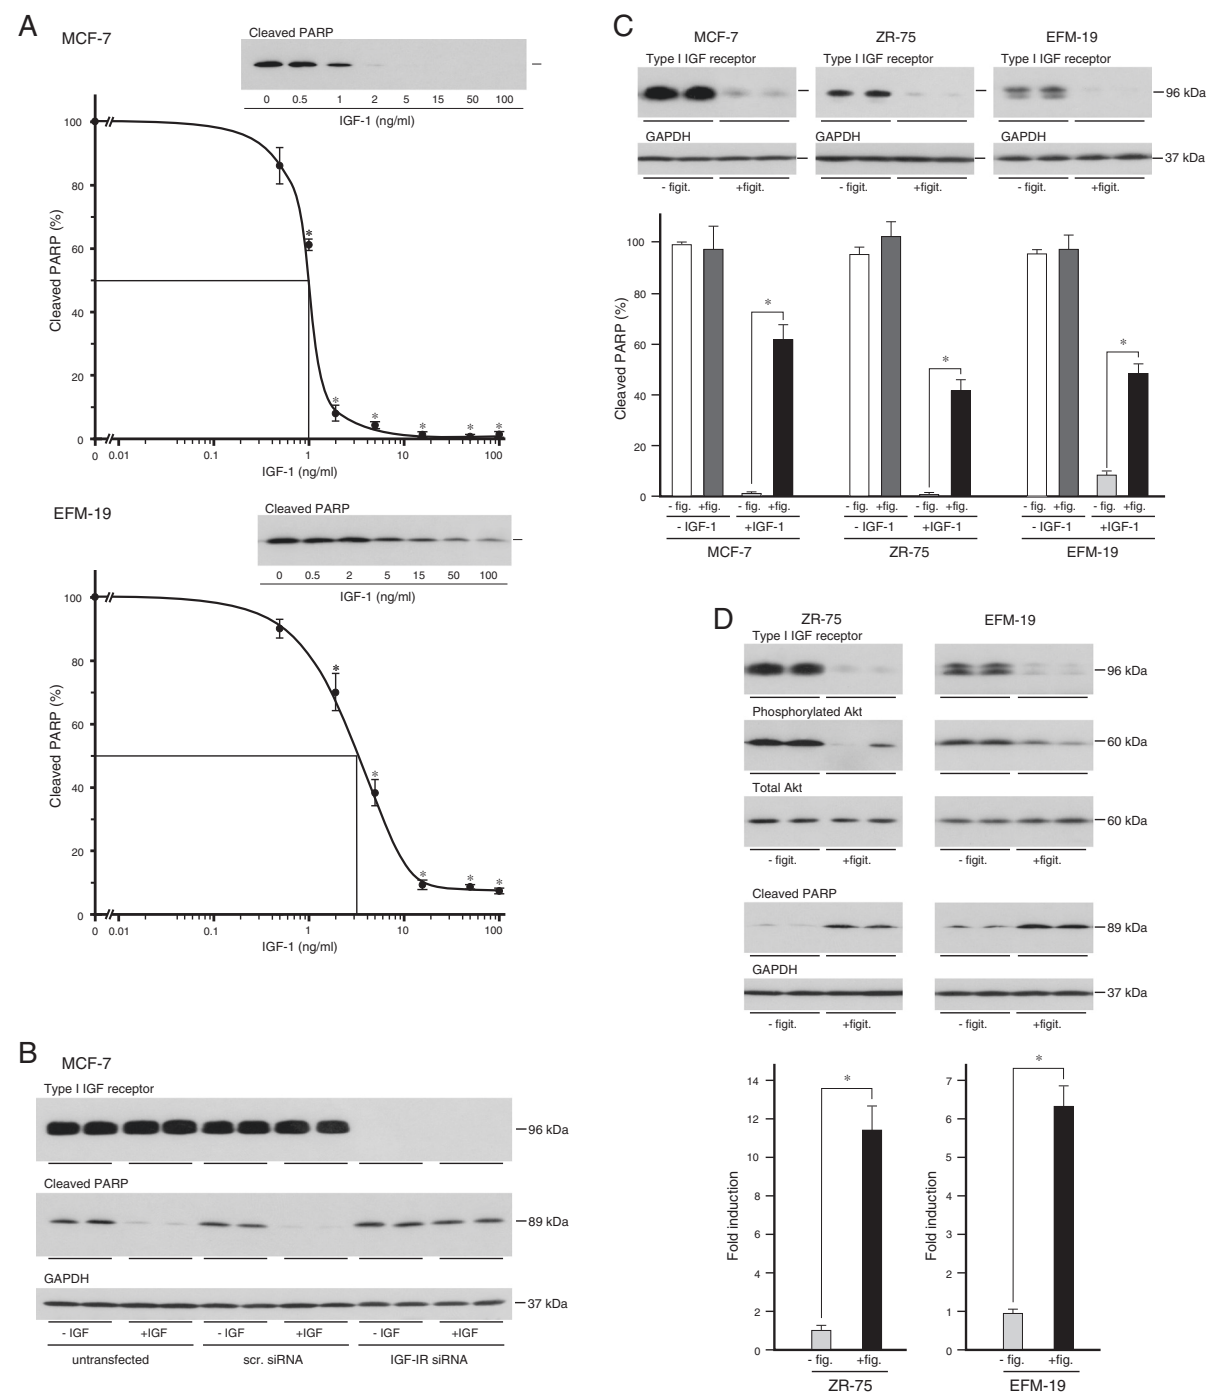 A
MCF-7
Cleaved PARP
0 0.5 1 2 5 15 50 100
IGF-1 (ng/ml)
Cleaved PARP (%)
100
80
60
40
20
0
*
* * * * *
0 0.01 0.1 1 10 100
IGF-1 (ng/ml)
EFM-19
Cleaved PARP
0 0.5 2 5 15 50 100
IGF-1 (ng/ml)
Cleaved PARP (%)
100
80
60
40
20
0
*
*
* * *
0 0.01 0.1 1 10 100
IGF-1 (ng/ml)
B
MCF-7
Type I IGF receptor
96 kDa
Cleaved PARP
89 kDa
GAPDH
37 kDa
- IGF +IGF - IGF +IGF - IGF +IGF
untransfected scr. siRNA IGF-IR siRNA
C
MCF-7 ZR-75 EFM-19
Type I IGF receptor Type I IGF receptor Type I IGF receptor
96 kDa
GAPDH GAPDH GAPDH
37 kDa
- figit. +figit. - figit. +figit. - figit. +figit.
Cleaved PARP (%)
100
80
60
40
20
0
* * *
- fig. +fig. - fig. +fig. - fig. +fig. - fig. +fig. - fig. +fig. - fig. +fig.
- IGF-1 +IGF-1 - IGF-1 +IGF-1 - IGF-1 +IGF-1
MCF-7 ZR-75 EFM-19
D
ZR-75 EFM-19
Type I IGF receptor
96 kDa
Phosphorylated Akt
60 kDa
Total Akt
60 kDa
- figit. +figit. - figit. +figit.
Cleaved PARP
89 kDa
GAPDH
37 kDa
- figit. +figit. - figit. +figit.
Fold induction
14
12
10
8
6
4
2
0
*
- fig. +fig.
ZR-75
Fold induction
7
6
5
4
3
2
1
0
*
- fig. +fig.
EFM-19